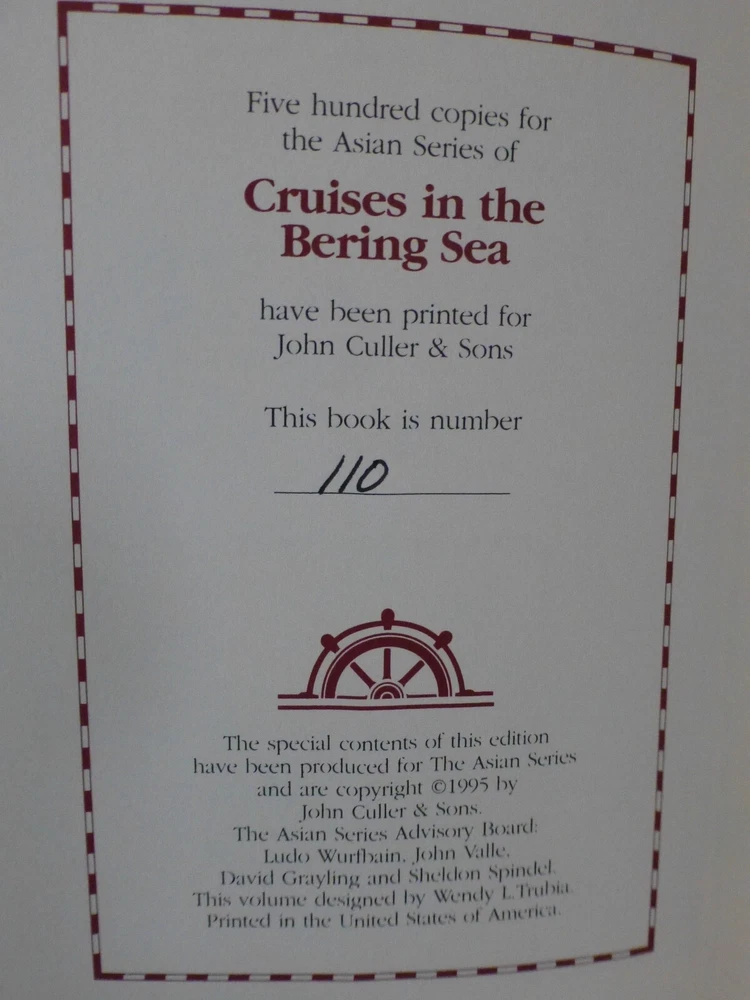 Five hundred copies for
the Asian Series of
Cruises in the
Bering Sea
have been printed for
John Culler & Sons
This book is number
110
The special contents of this edition
have been produced for The Asian Series
and are copyright ©1995 by
John Culler & Sons.
The Asian Series Advisory Board:
Ludo Wurfbain, John Valle,
David Grayling and Sheldon Spindel.
This volume designed by Wendy L.Trubia.
Printed in the United States of America.